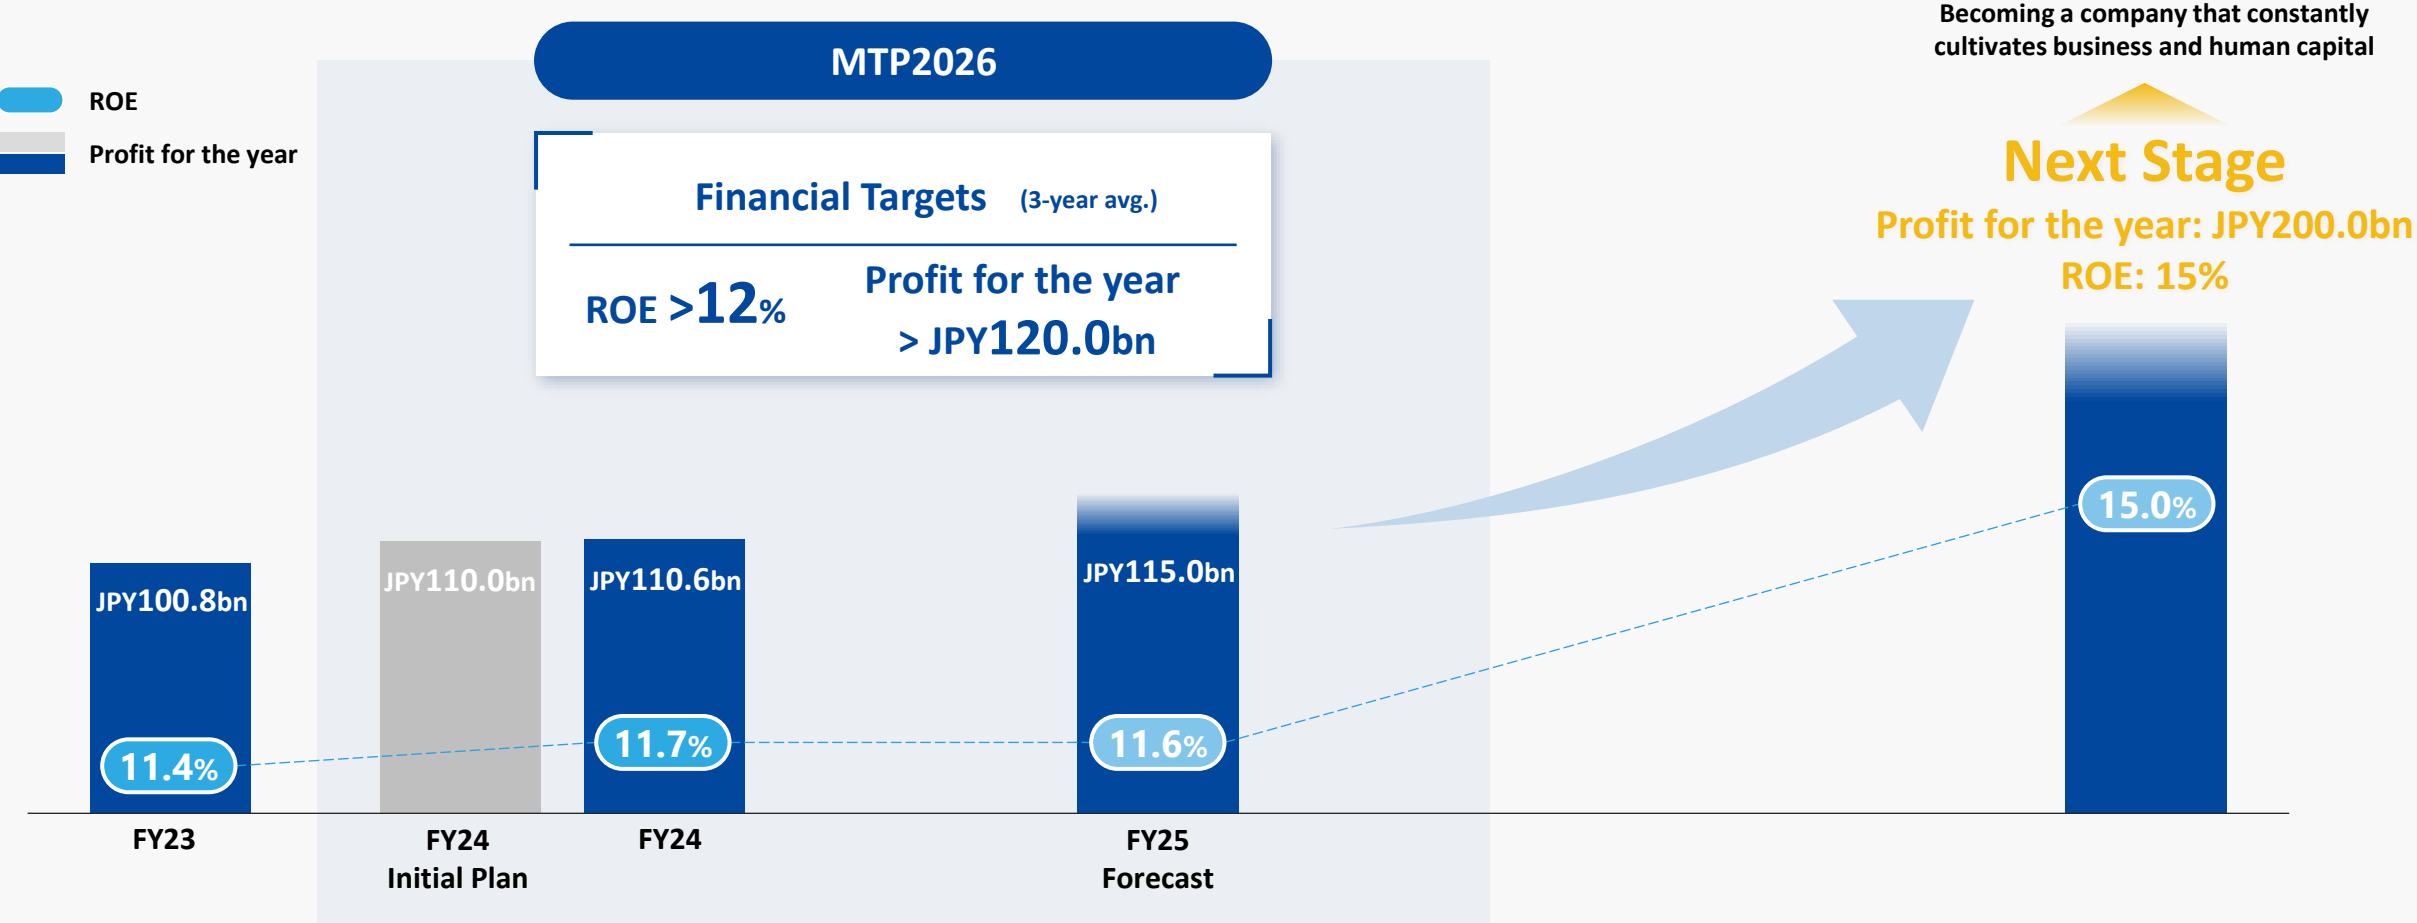 Becoming a company that constantly
cultivates business and human capital
MTP2026
ROE
Profit for the year
Financial Targets (3-year avg.)
ROE >12%
Profit for the year
> JPY120.0bn
Next Stage
Profit for the year: JPY200.0bn
ROE: 15%
JPY100.8bn
JPY110.0bn
JPY110.6bn
JPY115.0bn
11.4%
11.7%
11.6%
15.0%
FY23
FY24
Initial Plan
FY24
FY25
Forecast